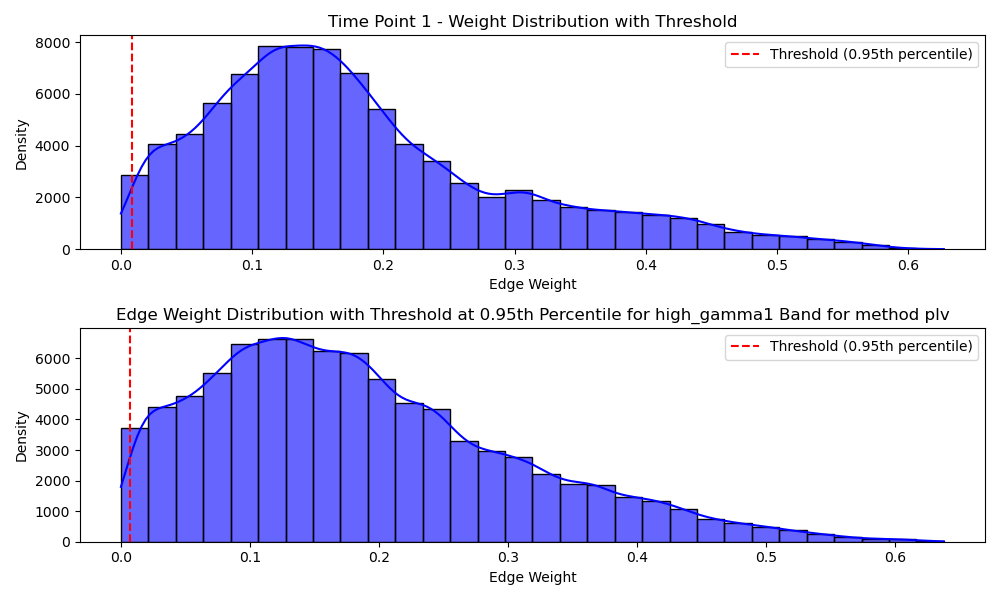 Time Point 1 - Weight Distribution with Threshold
Threshold (0.95th percentile)
Density
8000
6000
4000
2000
0
0.0 0.1 0.2 0.3 0.4 0.5 0.6
Edge Weight
Edge Weight Distribution with Threshold at 0.95th Percentile for high_gamma1 Band for method plv
Threshold (0.95th percentile)
Density
6000
5000
4000
3000
2000
1000
0
0.0 0.1 0.2 0.3 0.4 0.5 0.6
Edge Weight